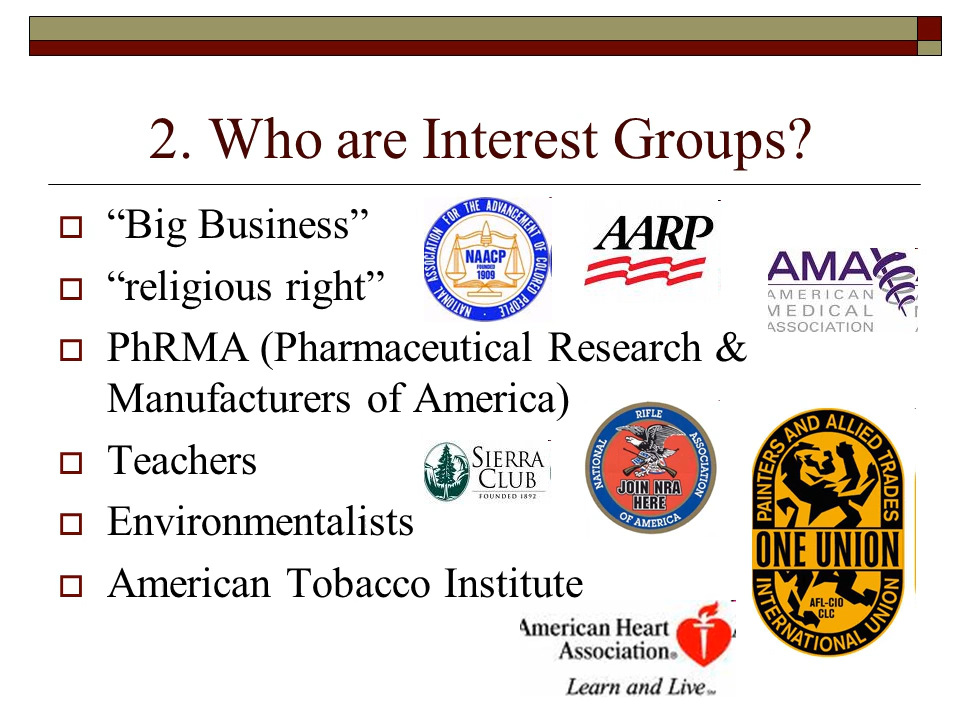 2. Who are Interest Groups?
“Big Business”
“religious right”
PhRMA (Pharmaceutical Research &
Manufacturers of America)
Teachers
Environmentalists
American Tobacco Institute
NATIONAL ASSOCIATION FOR THE ADVANCEMENT OF COLORED PEOPLE
NAACP
FOUNDED
1909
AARP
AMA
AMERICAN
MEDICAL
ASSOCIATION
SIERRA
CLUB
FOUNDED 1892
NATIONAL RIFLE ASSOCIATION
OF AMERICA
JOIN NRA
HERE
PAINTERS AND ALLIED TRADES
ONE UNION
AFL-CIO
CLC
INTERNATIONAL UNION
American Heart
Association®
Learn and Live℠